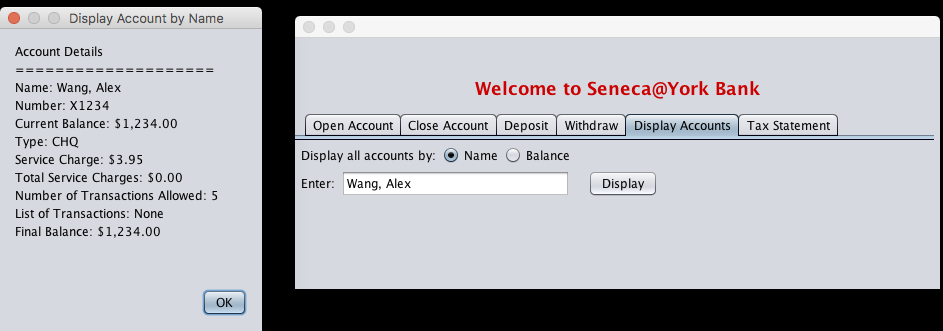 Display Account by Name
Account Details
====================
Name: Wang, Alex
Number: X1234
Current Balance: $1,234.00
Type: CHQ
Service Charge: $3.95
Total Service Charges: $0.00
Number of Transactions Allowed: 5
List of Transactions: None
Final Balance: $1,234.00
OK
Welcome to Seneca@York Bank
Open Account Close Account Deposit Withdraw Display Accounts Tax Statement
Display all accounts by: Name Balance
Enter: Wang, Alex Display